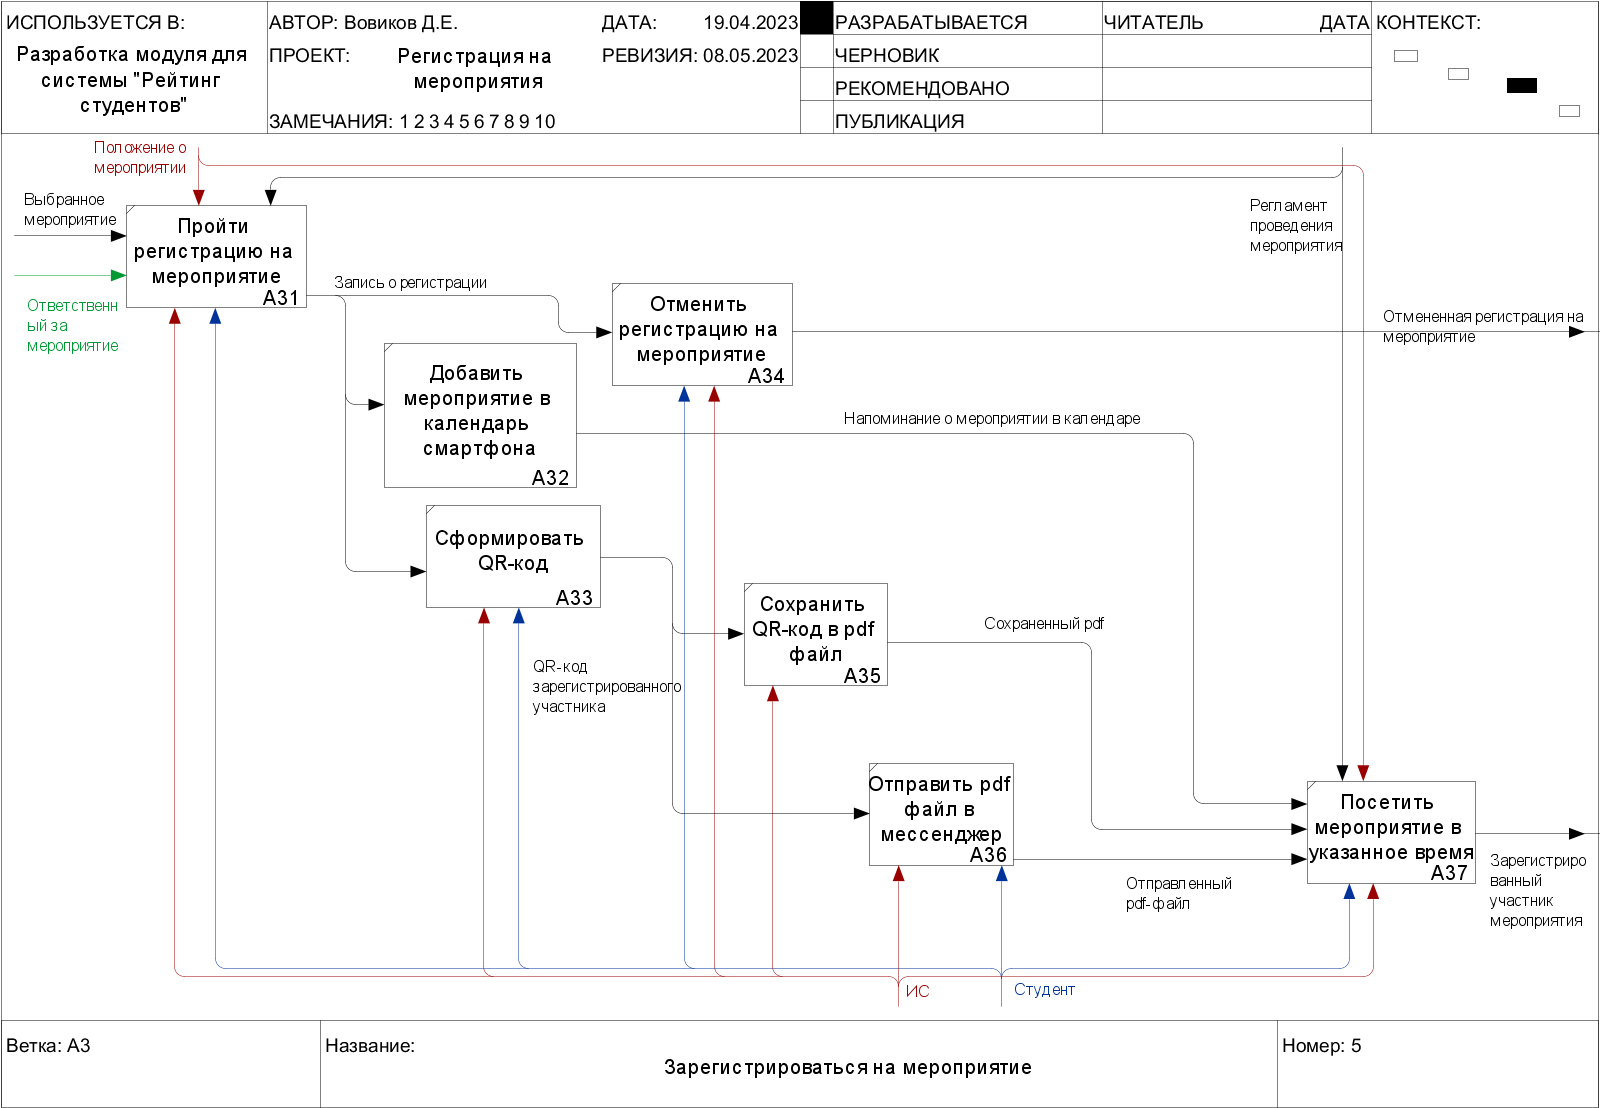 ИСПОЛЬЗУЕТСЯ В:
Разработка модуля для
системы "Рейтинг
студентов"
АВТОР: Вовиков Д.Е.
ДАТА: 19.04.2023
ПРОЕКТ: Регистрация на
мероприятия
РЕВИЗИЯ: 08.05.2023
ЗАМЕЧАНИЯ: 1 2 3 4 5 6 7 8 9 10
РАЗРАБАТЫВАЕТСЯ
ЧЕРНОВИК
РЕКОМЕНДОВАНО
ПУБЛИКАЦИЯ
ЧИТАТЕЛЬ ДАТА
КОНТЕКСТ:
Положение о
мероприятии
Выбранное
мероприятие
Пройти
регистрацию на
мероприятие
A31
Ответственн
ый за
мероприятие
Регламент
проведения
мероприятия
Запись о регистрации
Отменить
регистрацию на
мероприятие
A34
Отмененная регистрация на
мероприятие
Добавить
мероприятие в
календарь
смартфона
A32
Напоминание о мероприятии в календаре
Сформировать
QR-код
A33
QR-код
зарегистрированного
участника
Сохранить
QR-код в pdf
файл
A35
Сохраненный pdf
Отправить pdf
файл в
мессенджер
A36
Отправленный
pdf-файл
Посетить
мероприятие в
указанное время
A37
Зарегистриро
ванный
участник
мероприятия
ИС
Студент
Ветка: A3
Название:
Зарегистрироваться на мероприятие
Номер: 5